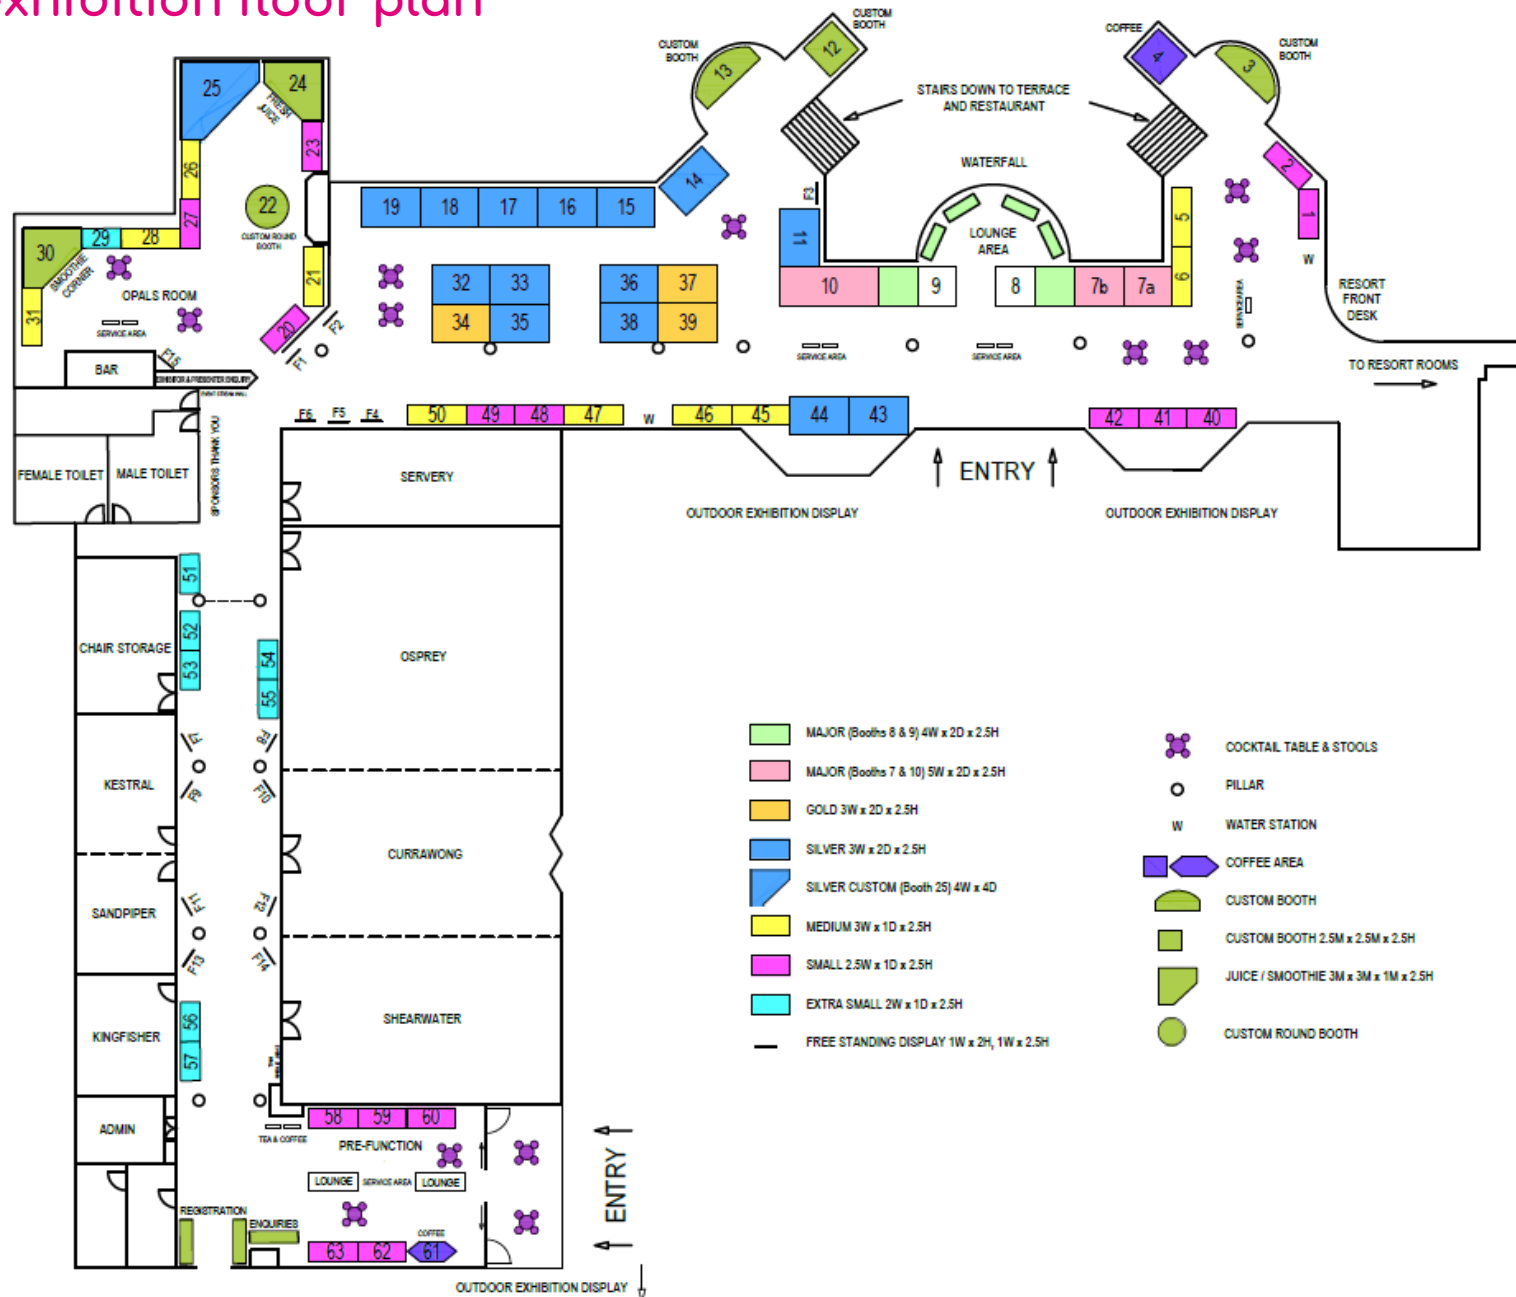 exhibition floor plan
CUSTOM
BOOTH
12
CUSTOM
BOOTH
13
COFFEE
4
CUSTOM
BOOTH
3
STAIRS DOWN TO TERRACE
AND RESTAURANT
WATERFALL
LOUNGE
AREA
25
24
FRESH
JUICE
23
26
27
22
CUSTOM ROUND
BOOTH
30
29
28
SMOOTHIE
CORNER
OPALS ROOM
31
SERVICE AREA
21
20
F1
F2
BAR
F15
EXHIBITOR & PRESENTER ENQUIRY
19
18
17
16
15
14
F3
11
10
9
8
7b
7a
5
6
2
1
W
SERVICE AREA
RESORT
FRONT
DESK
TO RESORT ROOMS
32
33
34
35
36
37
38
39
SERVICE AREA
SERVICE AREA
F6
F5
F4
50
49
48
47
W
46
45
44
43
42
41
40
ENTRY
OUTDOOR EXHIBITION DISPLAY
OUTDOOR EXHIBITION DISPLAY
FEMALE TOILET
MALE TOILET
SPONSORS THANK YOU
SERVERY
51
52
53
54
55
CHAIR STORAGE
OSPREY
F7
F8
KESTRAL
F9
F10
CURRAWONG
SANDPIPER
F11
F12
F13
F14
KINGFISHER
56
57
SHEARWATER
ADMIN
TEA & COFFEE
58
59
60
PRE-FUNCTION
LOUNGE
SERVICE AREA
LOUNGE
ENTRY
REGISTRATION
ENQUIRIES
COFFEE
63
62
61
OUTDOOR EXHIBITION DISPLAY
MAJOR (Booths 8 & 9) 4W x 2D x 2.5H
MAJOR (Booths 7 & 10) 5W x 2D x 2.5H
GOLD 3W x 2D x 2.5H
SILVER 3W x 2D x 2.5H
SILVER CUSTOM (Booth 25) 4W x 4D
MEDIUM 3W x 1D x 2.5H
SMALL 2.5W x 1D x 2.5H
EXTRA SMALL 2W x 1D x 2.5H
FREE STANDING DISPLAY 1W x 2H, 1W x 2.5H
COCKTAIL TABLE & STOOLS
PILLAR
W
WATER STATION
COFFEE AREA
CUSTOM BOOTH
CUSTOM BOOTH 2.5M x 2.5M x 2.5H
JUICE / SMOOTHIE 3M x 3M x 1M x 2.5H
CUSTOM ROUND BOOTH